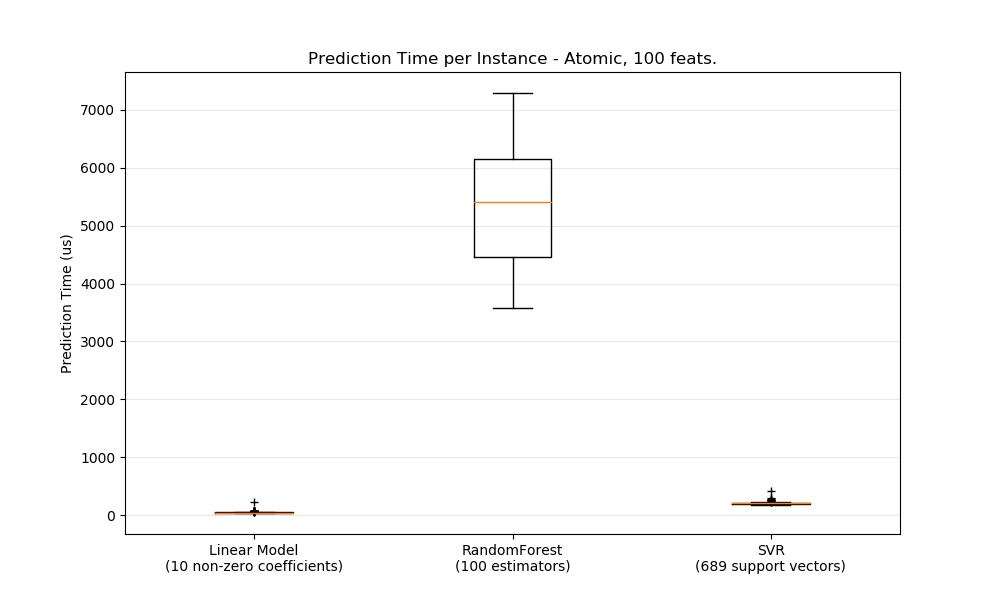 Prediction Time per Instance - Atomic, 100 feats.
Prediction Time (us)
7000
6000
5000
4000
3000
2000
1000
0
Linear Model
(10 non-zero coefficients)
RandomForest
(100 estimators)
SVR
(689 support vectors)